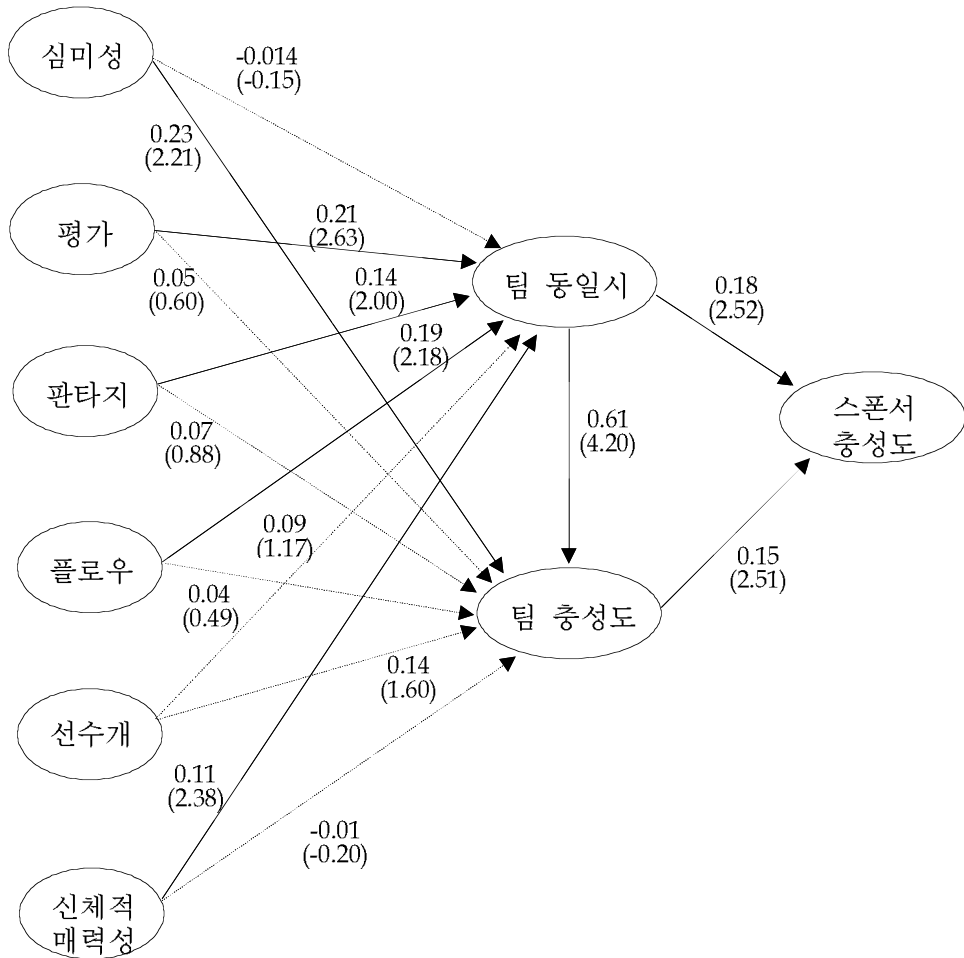 심미성
-0.014
(-0.15)
0.23
(2.21)
평가
0.21
(2.63)
0.05
(0.60)
0.14
(2.00)
팀 동일시
0.18
(2.52)
0.19
(2.18)
판타지
0.07
(0.88)
0.61
(4.20)
스폰서
충성도
0.09
(1.17)
플로우
0.04
(0.49)
팀 충성도
0.15
(2.51)
0.14
(1.60)
선수개
0.11
(2.38)
-0.01
(-0.20)
신체적
매력성